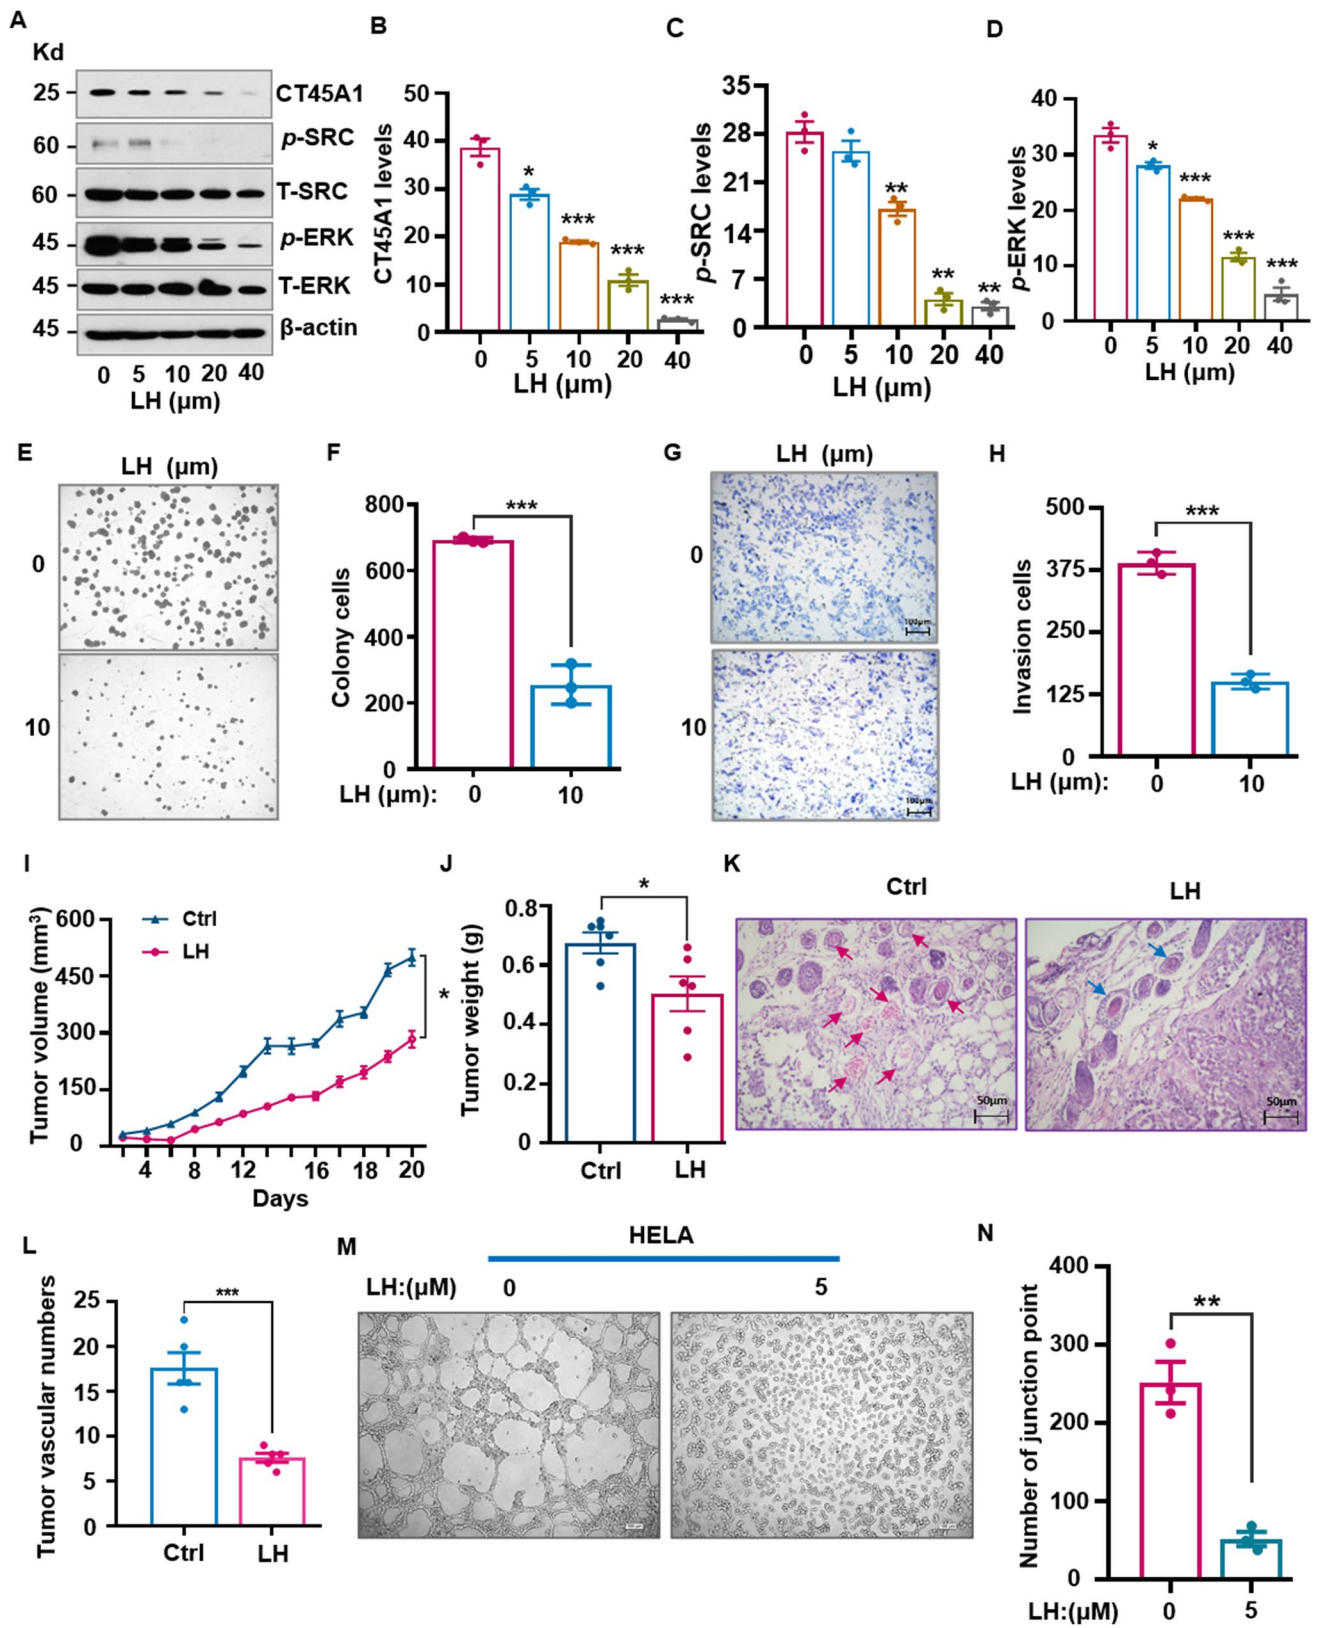 A
Kd
25
CT45A1
60
p-SRC
60
T-SRC
45
p-ERK
45
T-ERK
45
β-actin
0 5 10 20 40
LH (µm)
B
CT45A1 levels
50
40
30
20
10
0
* *** *** ***
0 5 10 20 40
LH (µm)
C
p-SRC levels
35
28
21
14
7
0
** ** **
0 5 10 20 40
LH (µm)
D
p-ERK levels
40
30
20
10
0
* *** *** ***
0 5 10 20 40
LH (µm)
E
LH (µm)
0
10
F
Colony cells
800
600
400
200
0
***
LH (µm): 0 10
G
LH (µm)
0
100µm
10
100µm
H
Invasion cells
500
375
250
125
0
***
LH (µm): 0 10
I
Tumor volume (mm³)
600
450
300
150
0
Ctrl
LH
*
4 8 12 16 18 20
Days
J
Tumor weight (g)
0.8
0.6
0.4
0.2
0
*
Ctrl LH
K
Ctrl LH
50µm
50µm
L
Tumor vascular numbers
25
20
15
10
5
0
***
Ctrl LH
M
HELA
LH:(µM) 0 5
N
Number of junction point
400
300
200
100
0
**
LH:(µM) 0 5